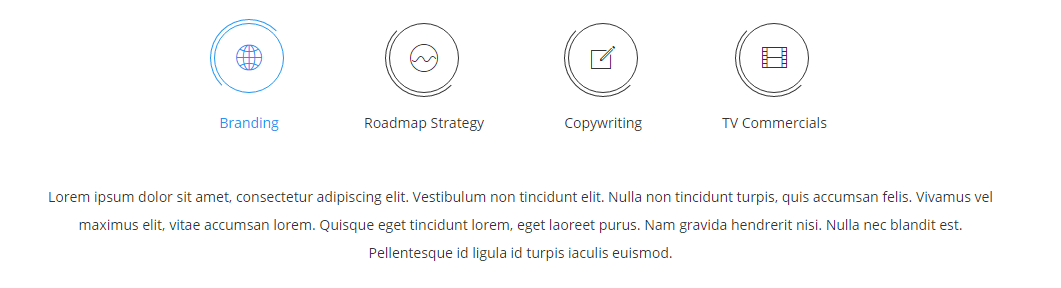 Branding Roadmap Strategy Copywriting TV Commercials
Lorem ipsum dolor sit amet, consectetur adipiscing elit. Vestibulum non tincidunt elit. Nulla non tincidunt turpis, quis accumsan felis. Vivamus vel
maximus elit, vitae accumsan lorem. Quisque eget tincidunt lorem, eget laoreet purus. Nam gravida hendrerit nisi. Nulla nec blandit est.
Pellentesque id ligula id turpis iaculis euismod.